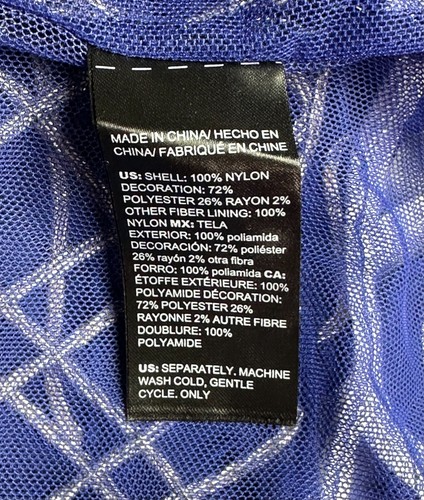 MADE IN CHINA/ HECHO EN
CHINA/ FABRIQUÉ EN CHINE
US: SHELL: 100% NYLON
DECORATION: 72%
POLYESTER 26% RAYON 2%
OTHER FIBER LINING: 100%
NYLON MX: TELA
EXTERIOR: 100% poliamida
DECORACIÓN: 72% poliéster
26% rayón 2% otra fibra
FORRO: 100% poliamida CA:
ÉTOFFE EXTÉRIEURE: 100%
POLYAMIDE DÉCORATION:
72% POLYESTER 26%
RAYONNE 2% AUTRE FIBRE
DOUBLURE: 100%
POLYAMIDE
US: SEPARATELY. MACHINE
WASH COLD, GENTLE
CYCLE. ONLY